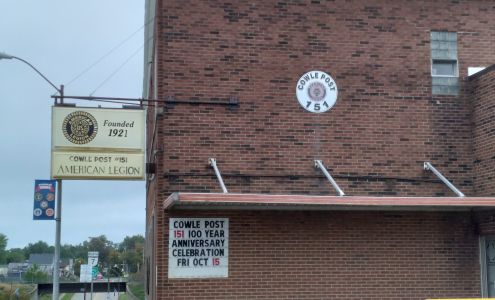 Founded
1921
COWLE POST #151
AMERICAN LEGION
COWLE POST
151
COWLE POST
151 100 YEAR
ANNIVERSARY
CELEBRATION
FRI OCT 15